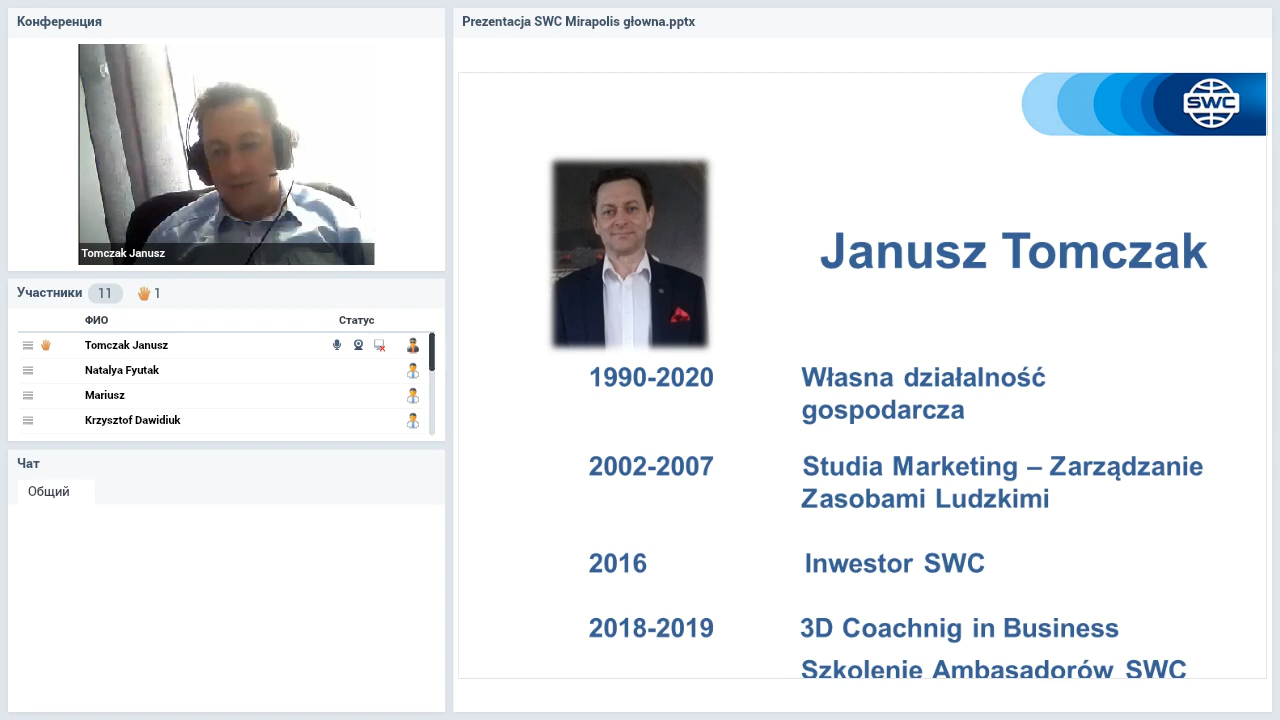 Конференция
Tomczak Janusz
Участники 11 1
ФИО Статус
Tomczak Janusz
Natalya Fyutak
Mariusz
Krzysztof Dawidiuk
Чат
Общий
Prezentacja SWC Mirapolis głowna.pptx
SWC
Janusz Tomczak
1990-2020 Własna działalność
gospodarcza
2002-2007 Studia Marketing – Zarządzanie
Zasobami Ludzkimi
2016 Inwestor SWC
2018-2019 3D Coachnig in Business
Szkolenie Ambasadorów SWC